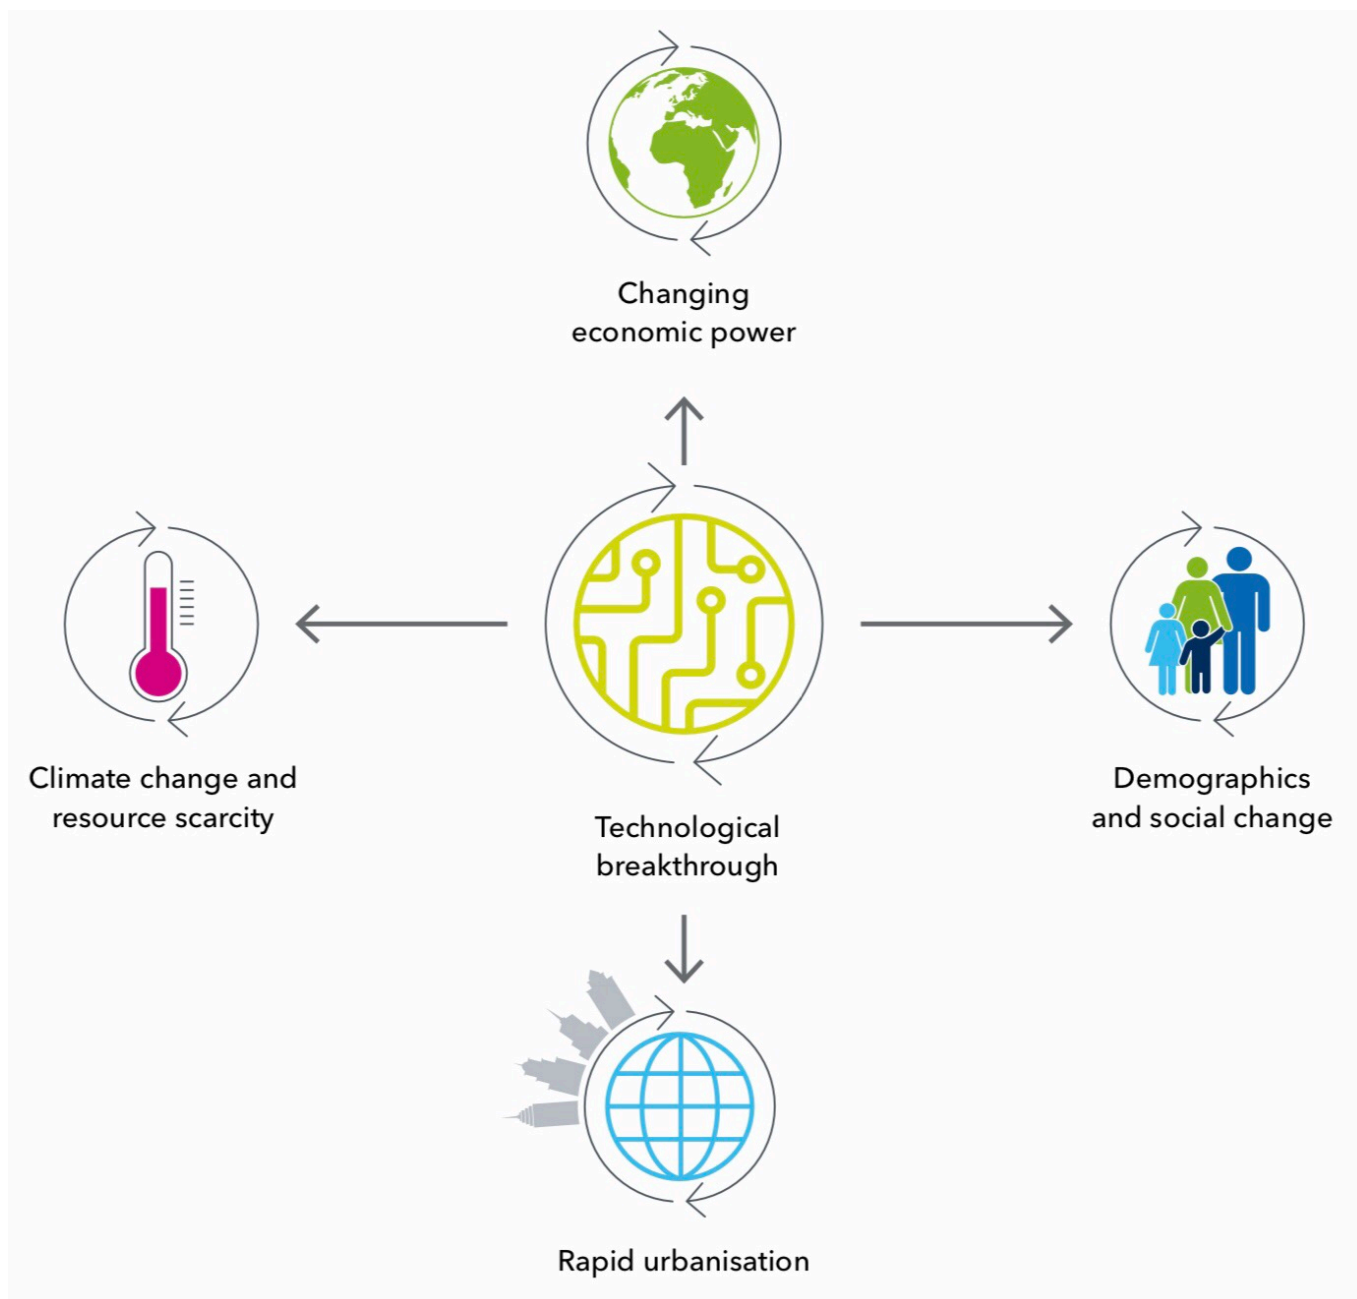 Changing
economic power
Climate change and
resource scarcity
Technological
breakthrough
Demographics
and social change
Rapid urbanisation